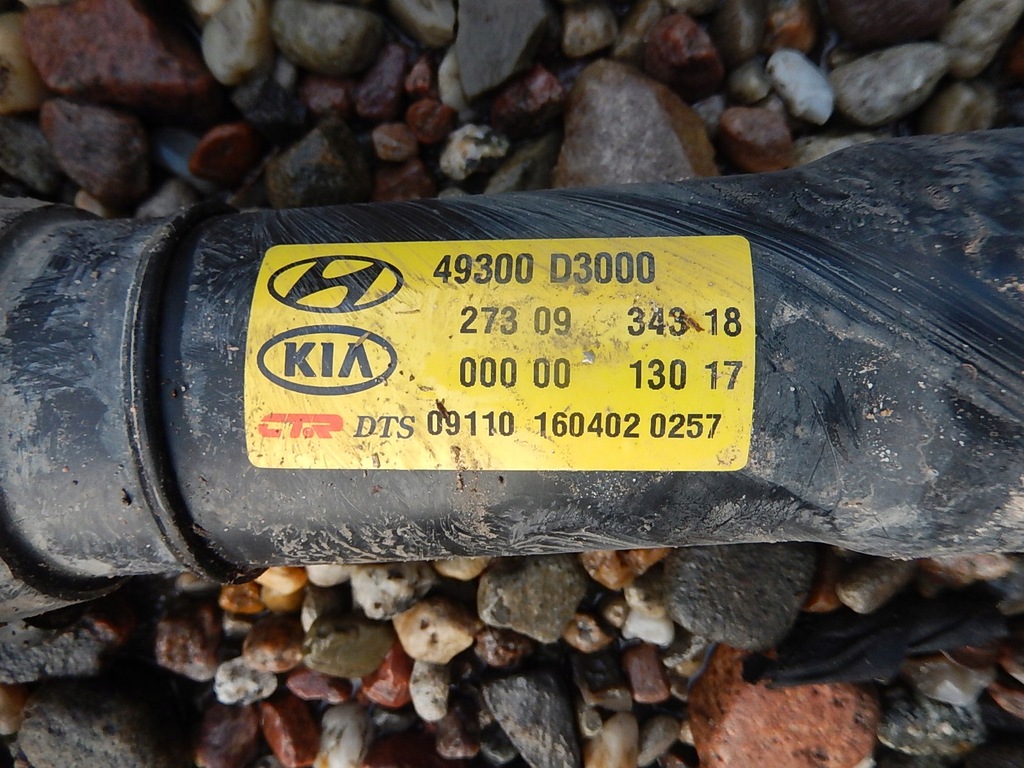 49300 D3000
273 09 343 18
KIA
000 00 130 17
CTR DTS 09110 160402 0257